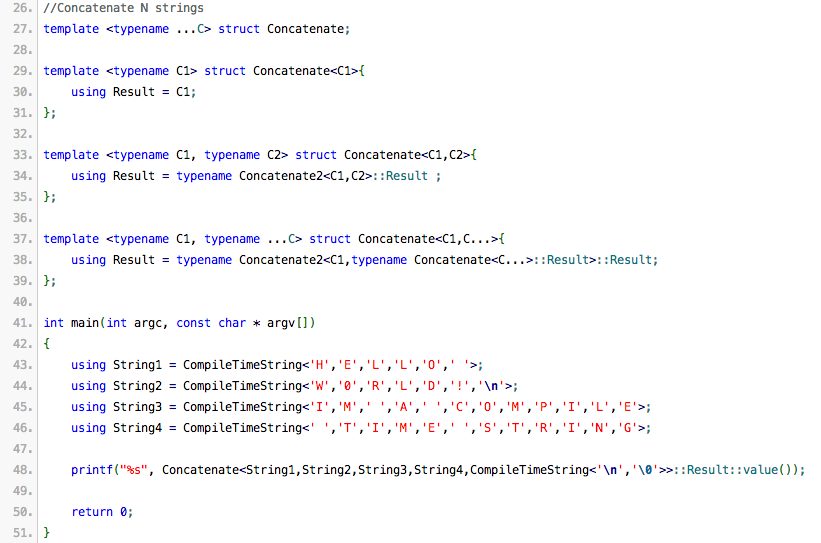 26. //Concatenate N strings
27. template <typename ...C> struct Concatenate;
28.
29. template <typename C1> struct Concatenate<C1>{
30.     using Result = C1;
31. };
32.
33. template <typename C1, typename C2> struct Concatenate<C1,C2>{
34.     using Result = typename Concatenate2<C1,C2>::Result ;
35. };
36.
37. template <typename C1, typename ...C> struct Concatenate<C1,C...>{
38.     using Result = typename Concatenate2<C1,typename Concatenate<C...>::Result>::Result;
39. };
40.
41. int main(int argc, const char * argv[])
42. {
43.     using String1 = CompileTimeString<'H','E','L','L','O',' '>;
44.     using String2 = CompileTimeString<'W','0','R','L','D','!','\n'>;
45.     using String3 = CompileTimeString<'I','M',' ','A',' ','C','O','M','P','I','L','E'>;
46.     using String4 = CompileTimeString<' ','T','I','M','E',' ','S','T','R','I','N','G'>;
47.
48.     printf("%s", Concatenate<String1,String2,String3,String4,CompileTimeString<'\n','\0'>>::Result::value());
49.
50.     return 0;
51. }